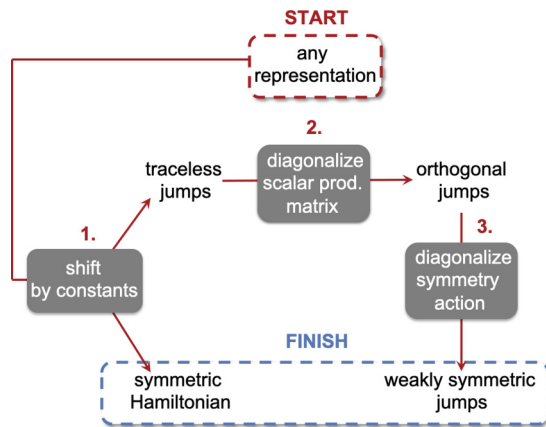 START
any
representation
2.
traceless
jumps
diagonalize
scalar prod.
matrix
orthogonal
jumps
1.
shift
by constants
3.
diagonalize
symmetry
action
FINISH
symmetric
Hamiltonian
weakly symmetric
jumps